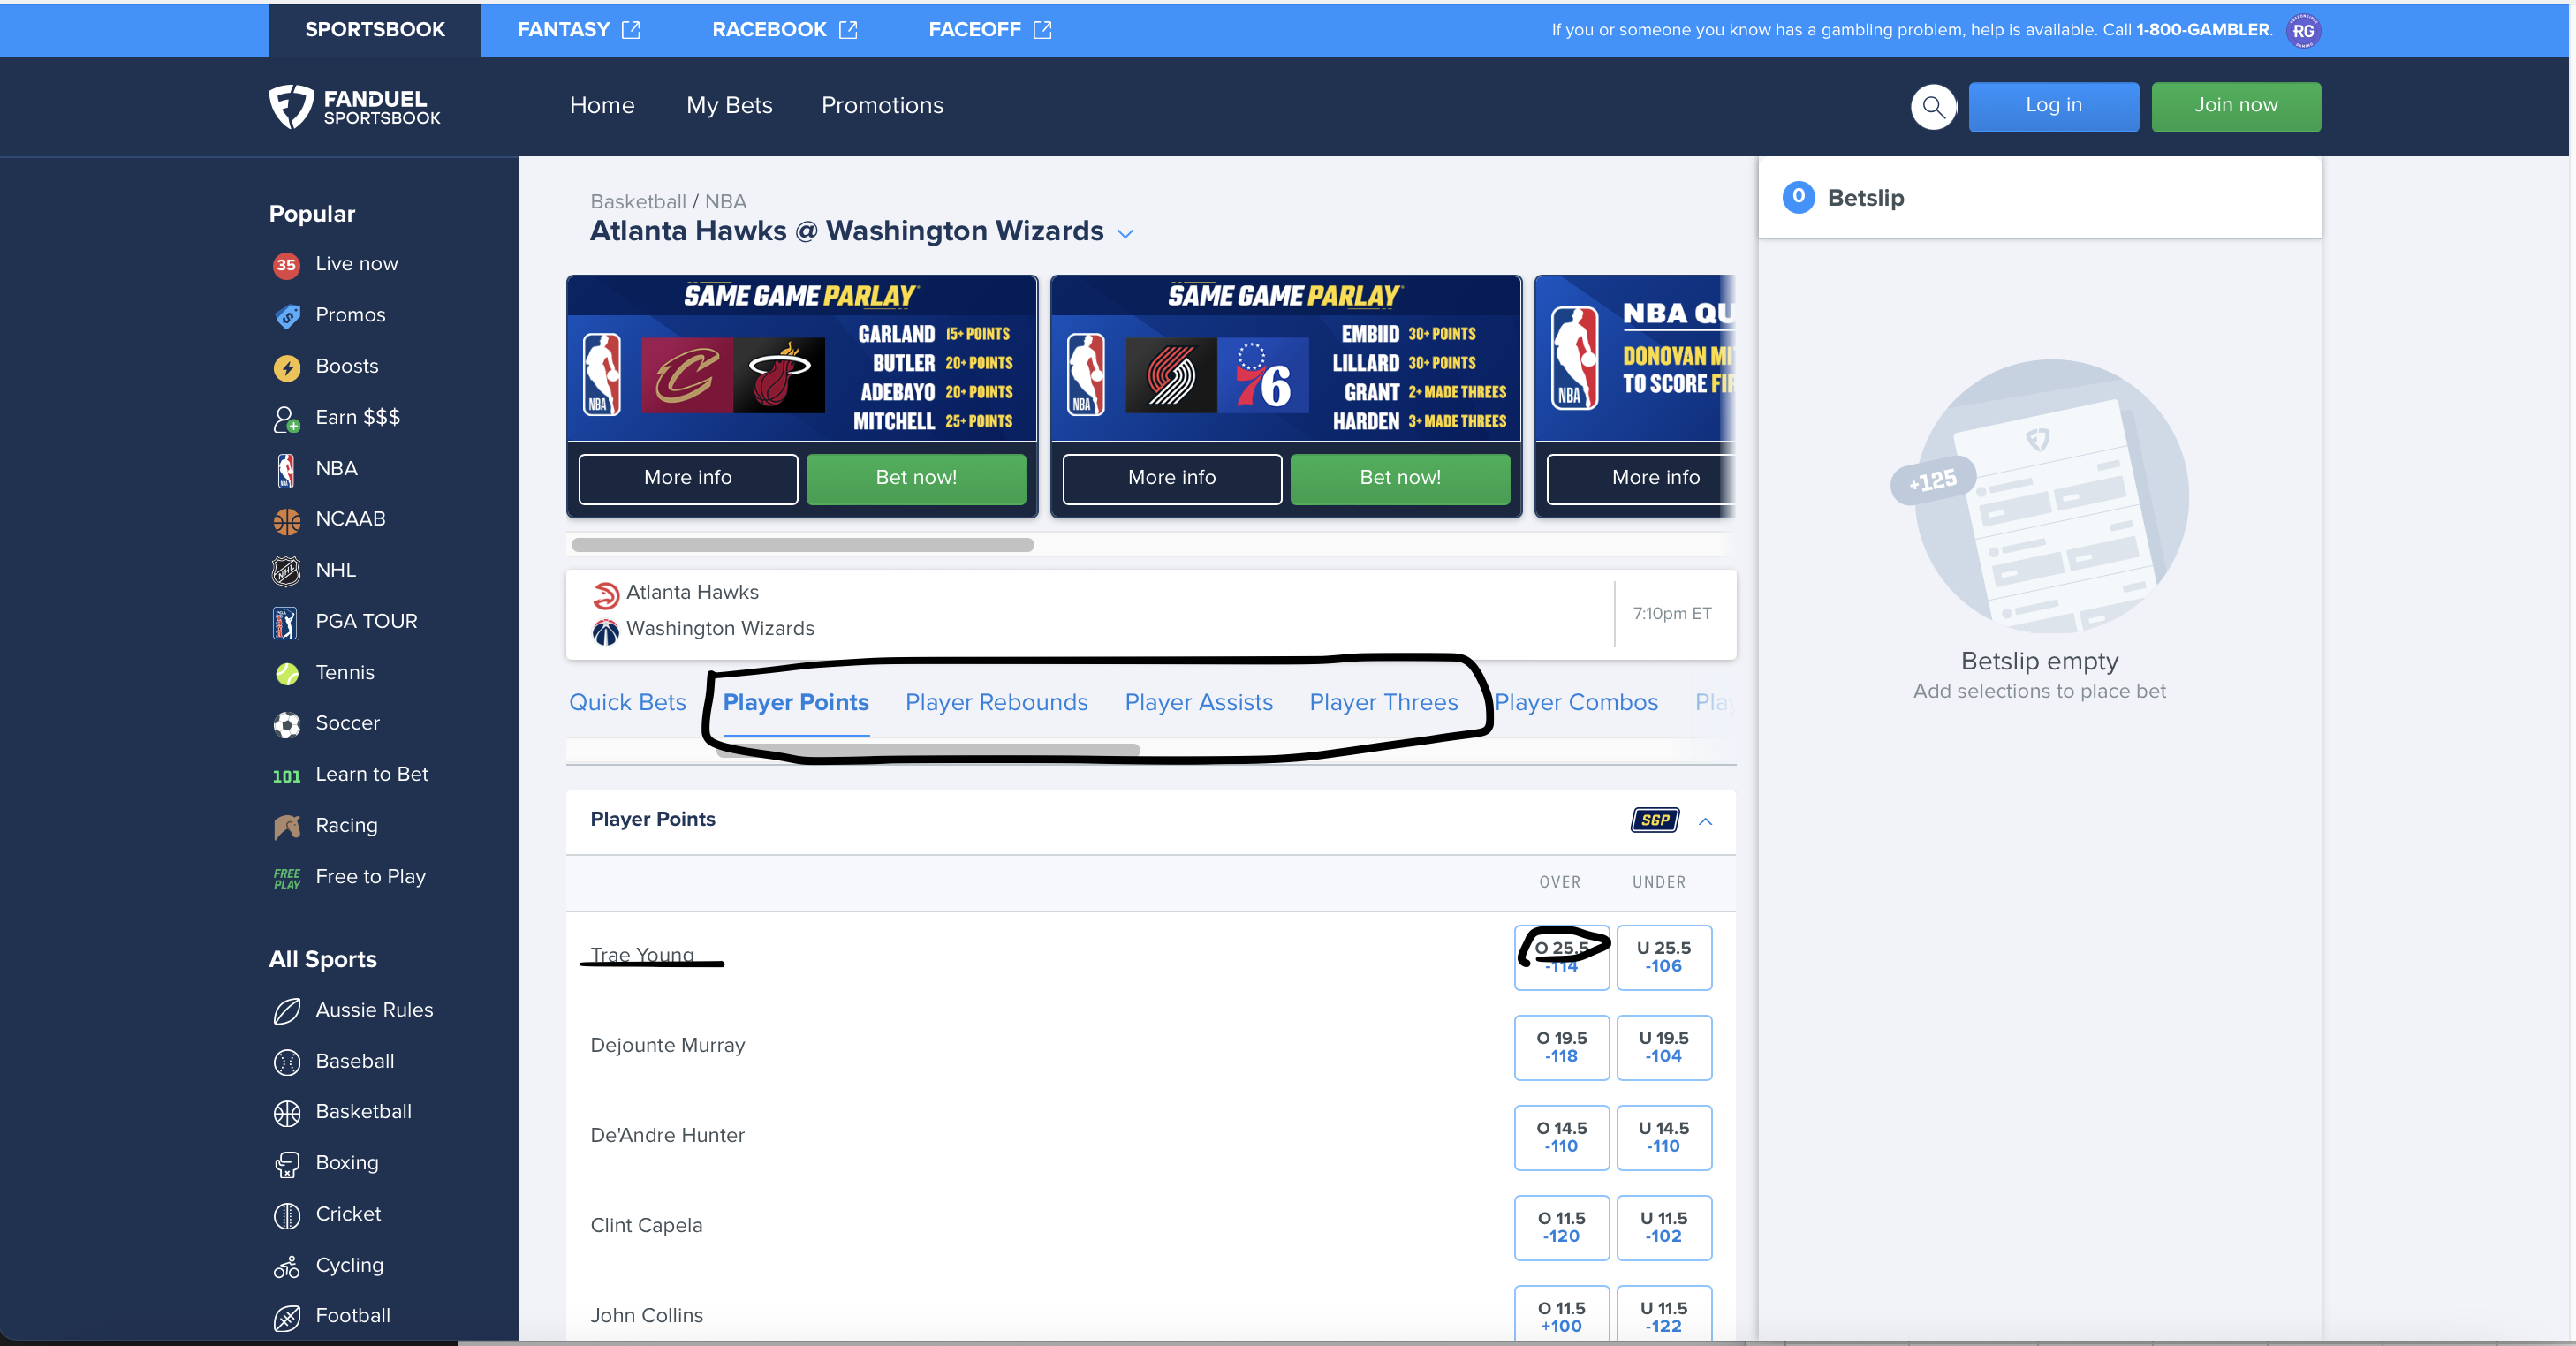 SPORTSBOOK
FANTASY
RACEBOOK
FACEOFF
If you or someone you know has a gambling problem, help is available. Call 1-800-GAMBLER.
RG
FANDUEL
SPORTSBOOK
Home
My Bets
Promotions
Log in
Join now
Popular
35 Live now
Promos
Boosts
Earn $$$
NBA
NCAAB
NHL
PGA TOUR
Tennis
Soccer
101 Learn to Bet
Racing
FREE PLAY Free to Play
All Sports
Aussie Rules
Baseball
Basketball
Boxing
Cricket
Cycling
Football
Basketball / NBA
Atlanta Hawks @ Washington Wizards
SAME GAME PARLAY
NBA
GARLAND 15+ POINTS
BUTLER 20+ POINTS
ADEBAYO 20+ POINTS
MITCHELL 25+ POINTS
More info
Bet now!
SAME GAME PARLAY
NBA
76
EMBIID 30+ POINTS
LILLARD 30+ POINTS
GRANT 2+ MADE THREES
HARDEN 3+ MADE THREES
More info
Bet now!
NBA
NBA QU
DONOVAN MI
TO SCORE FIR
More info
Atlanta Hawks
Washington Wizards
7:10pm ET
Quick Bets
Player Points
Player Rebounds
Player Assists
Player Threes
Player Combos
Play
Player Points
SGP
OVER UNDER
Trae Young
O 25.5 U 25.5
-114 -106
Dejounte Murray
O 19.5 U 19.5
-118 -104
De'Andre Hunter
O 14.5 U 14.5
-110 -110
Clint Capela
O 11.5 U 11.5
-120 -102
John Collins
O 11.5 U 11.5
+100 -122
0 Betslip
+125
Betslip empty
Add selections to place bet